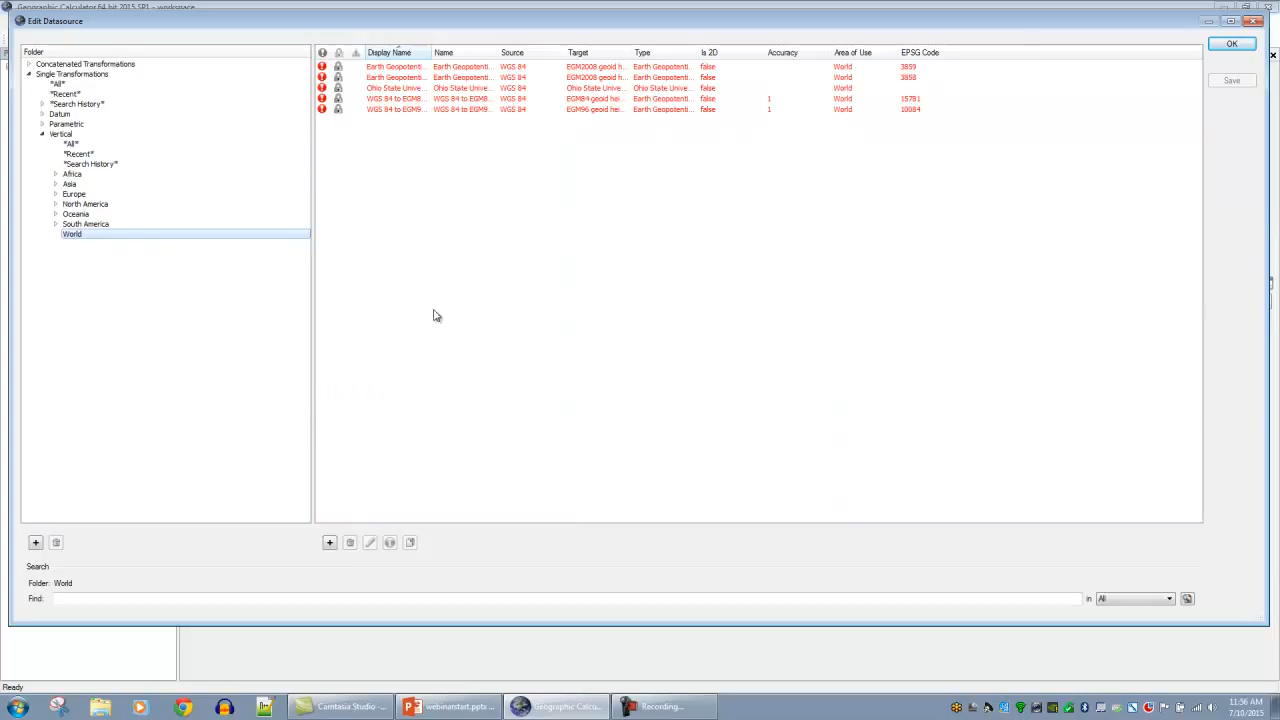 Geographic Calculator 64 bit 2015 SP1 - workspace
Edit Datasource
Folder
Concatenated Transformations
Single Transformations
*All*
*Recent*
*Search History*
Datum
Parametric
Vertical
*All*
*Recent*
*Search History*
Africa
Asia
Europe
North America
Oceania
South America
World
Display Name Name Source Target Type Is 2D Accuracy Area of Use EPSG Code
Earth Geopotenti... Earth Geopotenti... WGS 84 EGM2008 geoid h... Earth Geopotenti... false World 3859
Earth Geopotenti... Earth Geopotenti... WGS 84 EGM2008 geoid h... Earth Geopotenti... false World 3858
Ohio State Unive... Ohio State Unive... WGS 84 Ohio State Unive... Ohio State Unive... false World
WGS 84 to EGM8... WGS 84 to EGM8... WGS 84 EGM84 geoid hei... Earth Geopotenti... false 1 World 15781
WGS 84 to EGM9... WGS 84 to EGM9... WGS 84 EGM96 geoid hei... Earth Geopotenti... false 1 World 10084
OK
Save
Search
Folder: World
Find: in All
Ready
Camtasia Studio -... webinarstart.pptx ... Geographic Calcu... Recording...
11:56 AM
7/10/2015